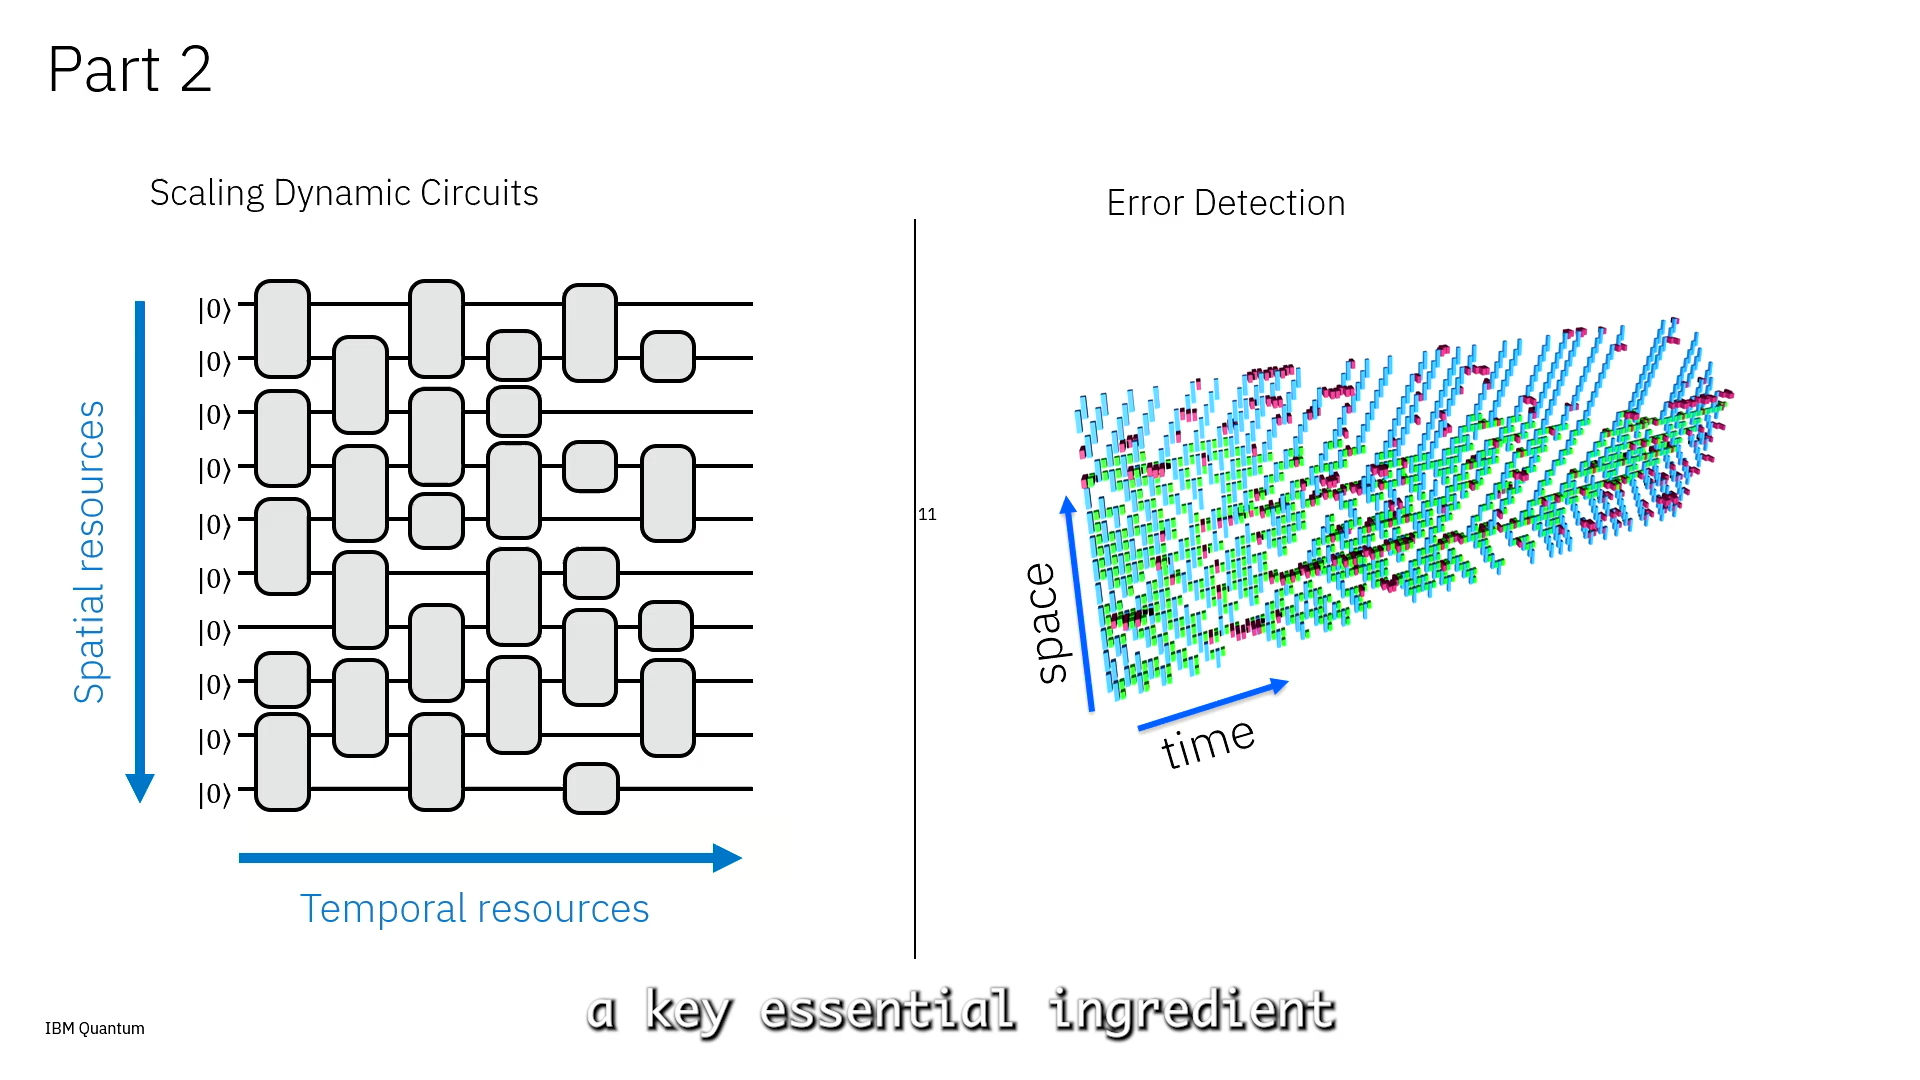 Part 2
Scaling Dynamic Circuits
Spatial resources
|0⟩
|0⟩
|0⟩
|0⟩
|0⟩
|0⟩
|0⟩
|0⟩
|0⟩
|0⟩
Temporal resources
11
Error Detection
space
time
a key essential ingredient
IBM Quantum